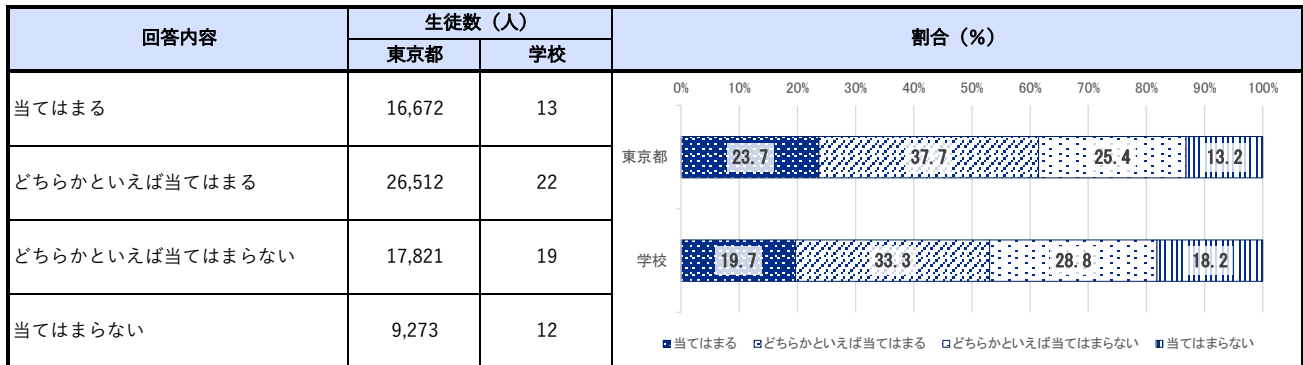 回答内容 生徒数（人） 割合（%）
東京都 学校
0% 10% 20% 30% 40% 50% 60% 70% 80% 90% 100%
当てはまる 16,672 13
東京都 23.7 37.7 25.4 13.2
どちらかといえば当てはまる 26,512 22
どちらかといえば当てはまらない 17,821 19
学校 19.7 33.3 28.8 18.2
当てはまらない 9,273 12
当てはまる どちらかといえば当てはまる どちらかといえば当てはまらない 当てはまらない